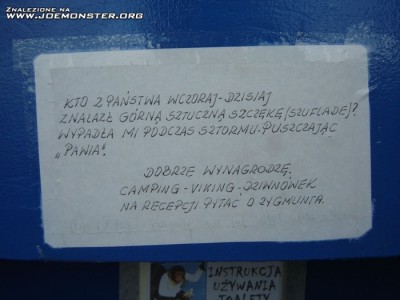 ZNALEZIONE NA
WWW.JOEMONSTER.ORG
KTO Z PAŃSTWA WCZORAJ-DZISIAJ
ZNALAZŁ GÓRNĄ SZTUCZNĄ SZCZĘKĘ/SZUFLADĘ/?
WYPADŁA MI PODCZAS SZTORMU. PUSZCZAJĄC
„PAWIA".
DOBRZE WYNAGRODZĘ.
CAMPING-VIKING-DZIWNÓWEK
NA RECEPCJI PYTAĆ O ZYGMUNTA.
INSTRUKCJA
UŻYWANIA
TOALETY